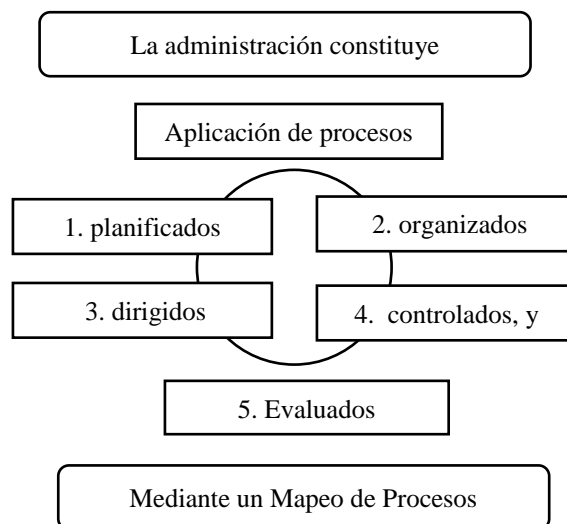 La administración constituye
Aplicación de procesos
1. planificados
2. organizados
3. dirigidos
4. controlados, y
5. Evaluados
Mediante un Mapeo de Procesos